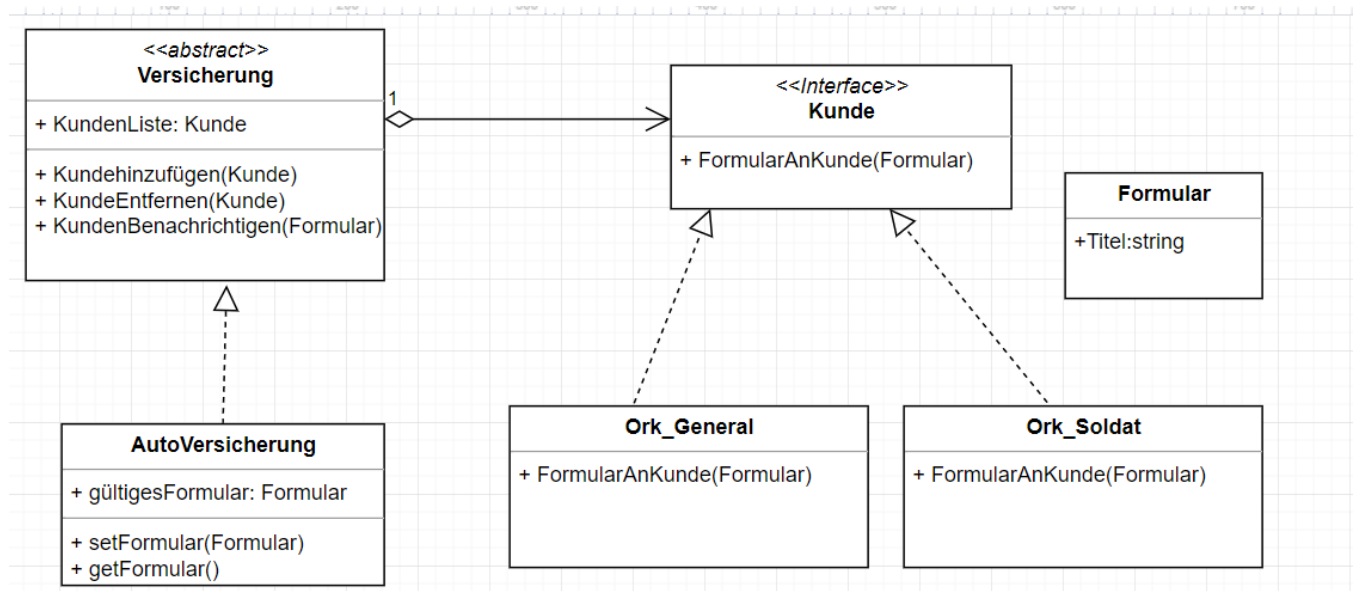 <<abstract>>
Versicherung
+ KundenListe: Kunde
+ Kundehinzufügen(Kunde)
+ KundeEntfernen(Kunde)
+ KundenBenachrichtigen(Formular)
1
<<Interface>>
Kunde
+ FormularAnKunde(Formular)
Formular
+Titel:string
AutoVersicherung
+ gültigesFormular: Formular
+ setFormular(Formular)
+ getFormular()
Ork_General
+ FormularAnKunde(Formular)
Ork_Soldat
+ FormularAnKunde(Formular)